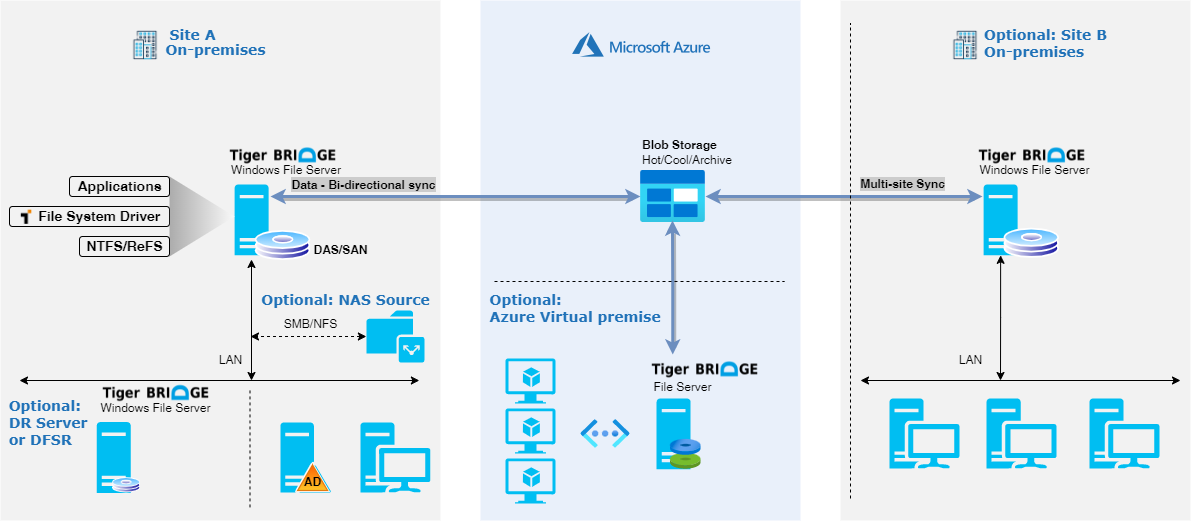 Site A
On-premises
Tiger BRIDGE
Windows File Server
Applications
File System Driver
NTFS/ReFS
Data - Bi-directional sync
DAS/SAN
Optional: NAS Source
SMB/NFS
LAN
Optional:
DR Server
or DFSR
Tiger BRIDGE
Windows File Server
AD
Microsoft Azure
Blob Storage
Hot/Cool/Archive
Optional:
Azure Virtual premise
Tiger BRIDGE
File Server
Optional: Site B
On-premises
Tiger BRIDGE
Windows File Server
Multi-site Sync
LAN